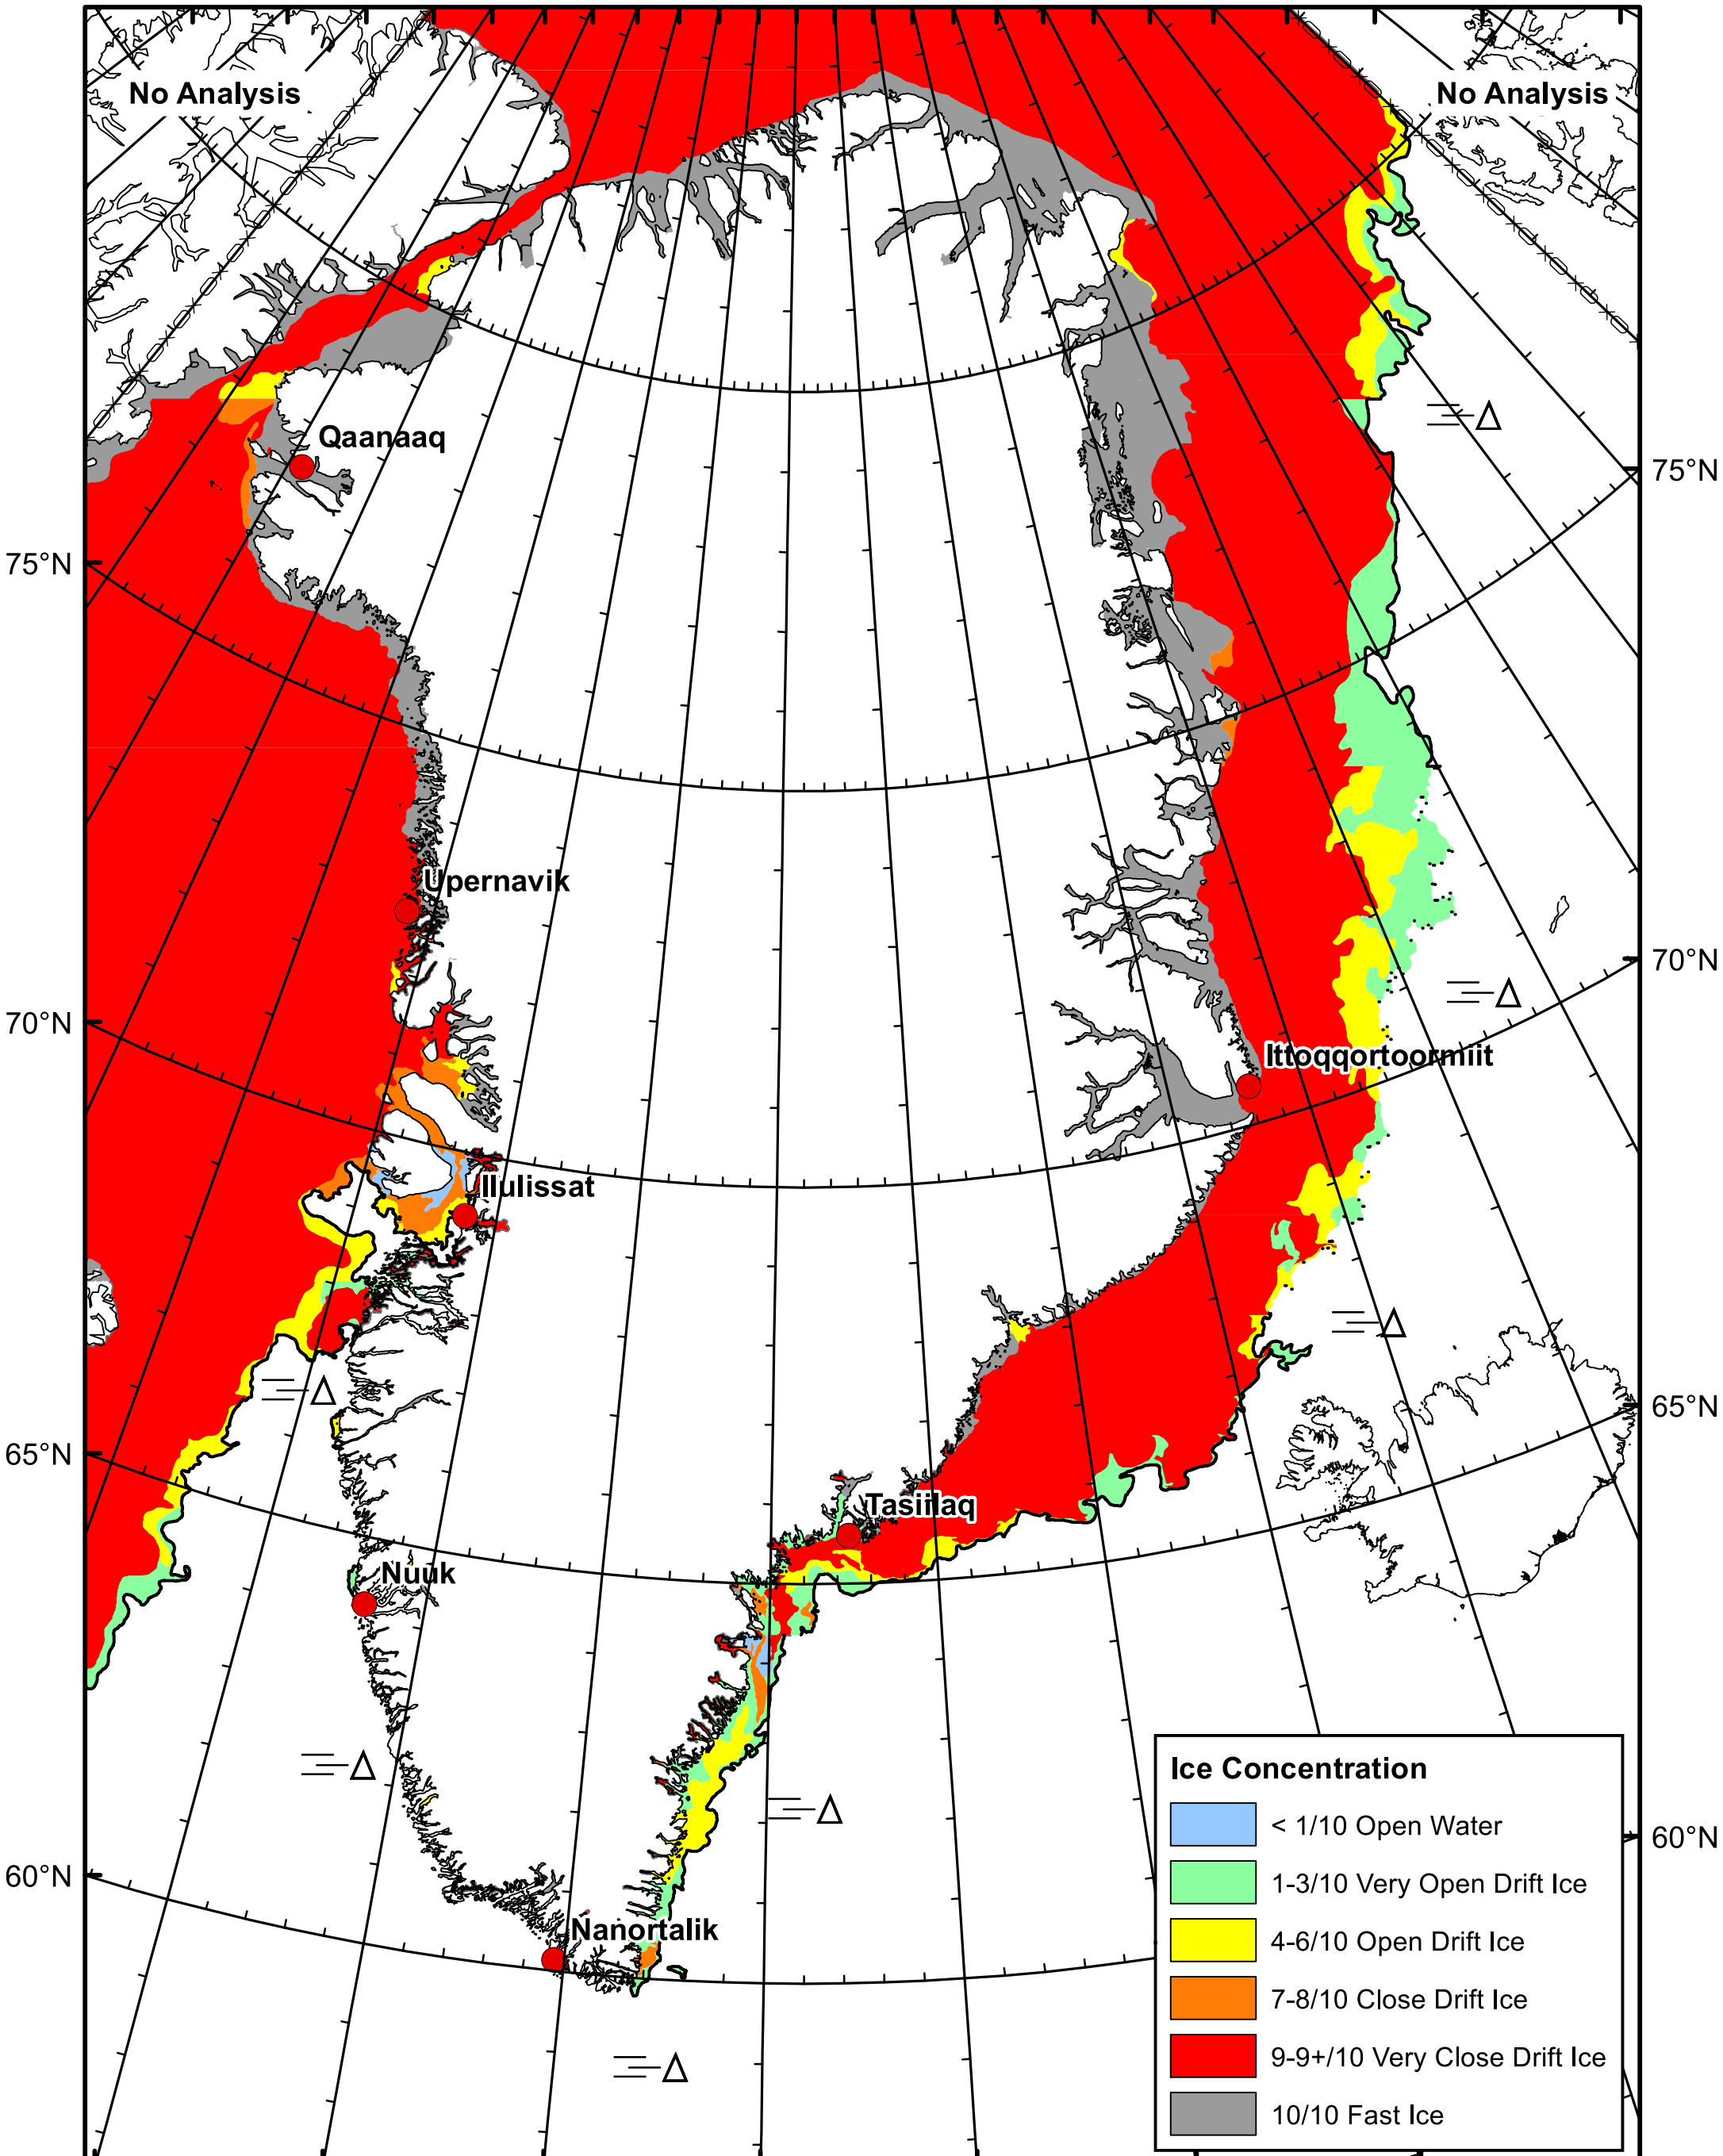 No Analysis
No Analysis
Qaanaaq
75°N
75°N
Upernavik
70°N
70°N
Ittoqqortoormiit
Ilulissat
65°N
65°N
Tasiilaq
Nuuk
60°N
60°N
Nanortalik
Ice Concentration
< 1/10 Open Water
1-3/10 Very Open Drift Ice
4-6/10 Open Drift Ice
7-8/10 Close Drift Ice
9-9+/10 Very Close Drift Ice
10/10 Fast Ice